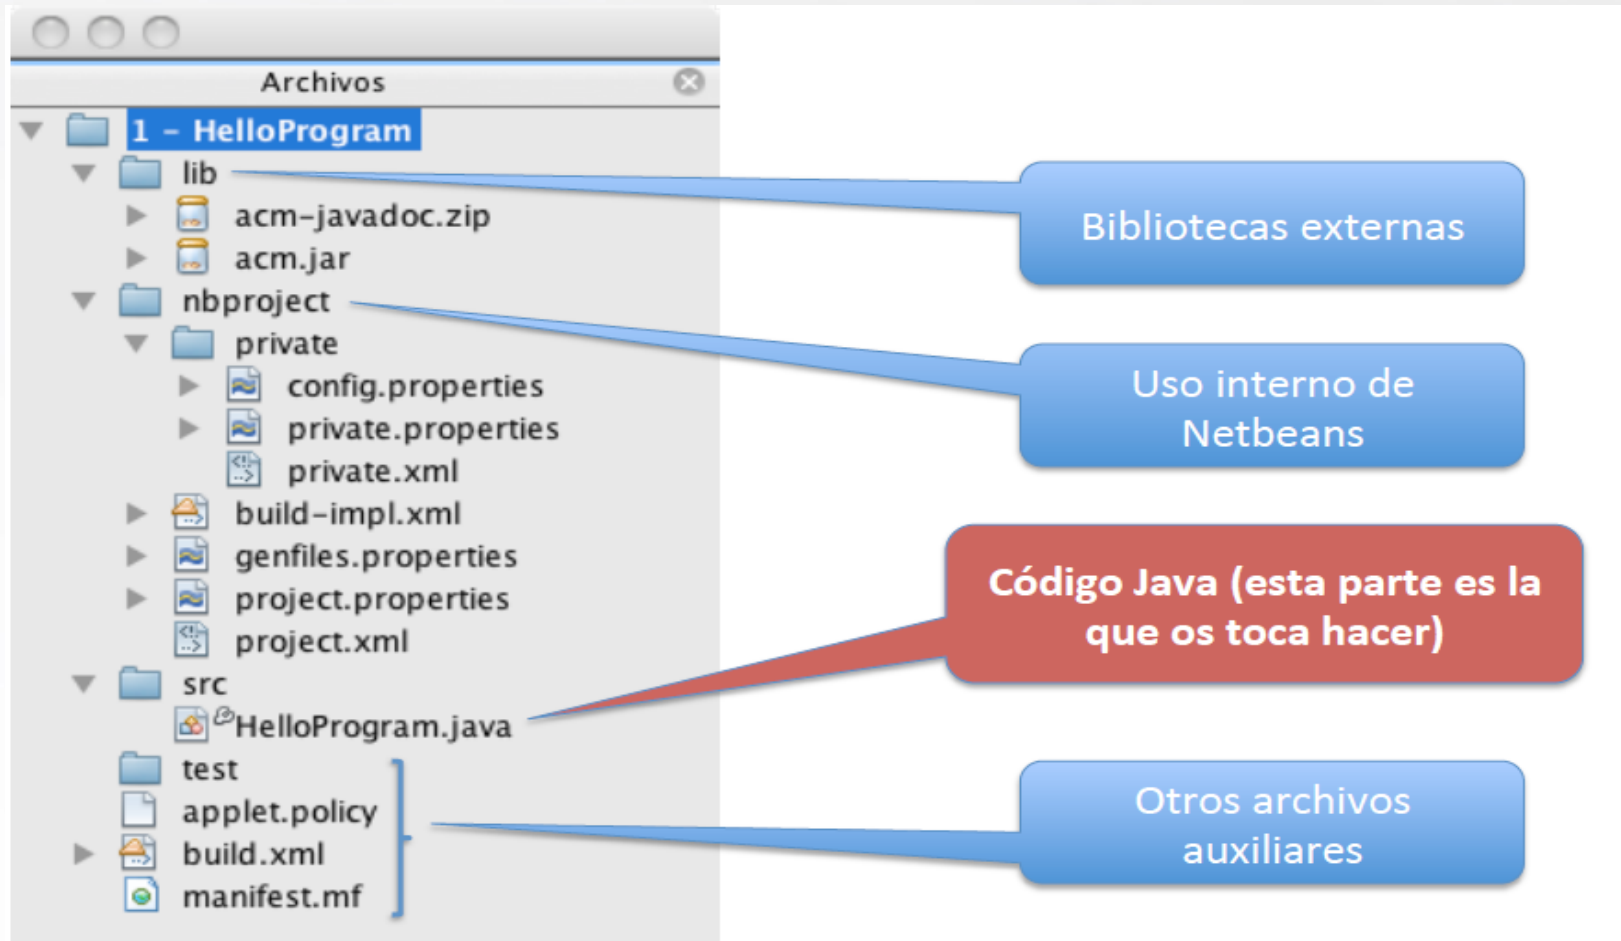 Archivos
1 – HelloProgram
lib
acm-javadoc.zip
acm.jar
nbproject
private
config.properties
private.properties
private.xml
build-impl.xml
genfiles.properties
project.properties
project.xml
src
HelloProgram.java
test
applet.policy
build.xml
manifest.mf
Bibliotecas externas
Uso interno de
Netbeans
Código Java (esta parte es la
que os toca hacer)
Otros archivos
auxiliares